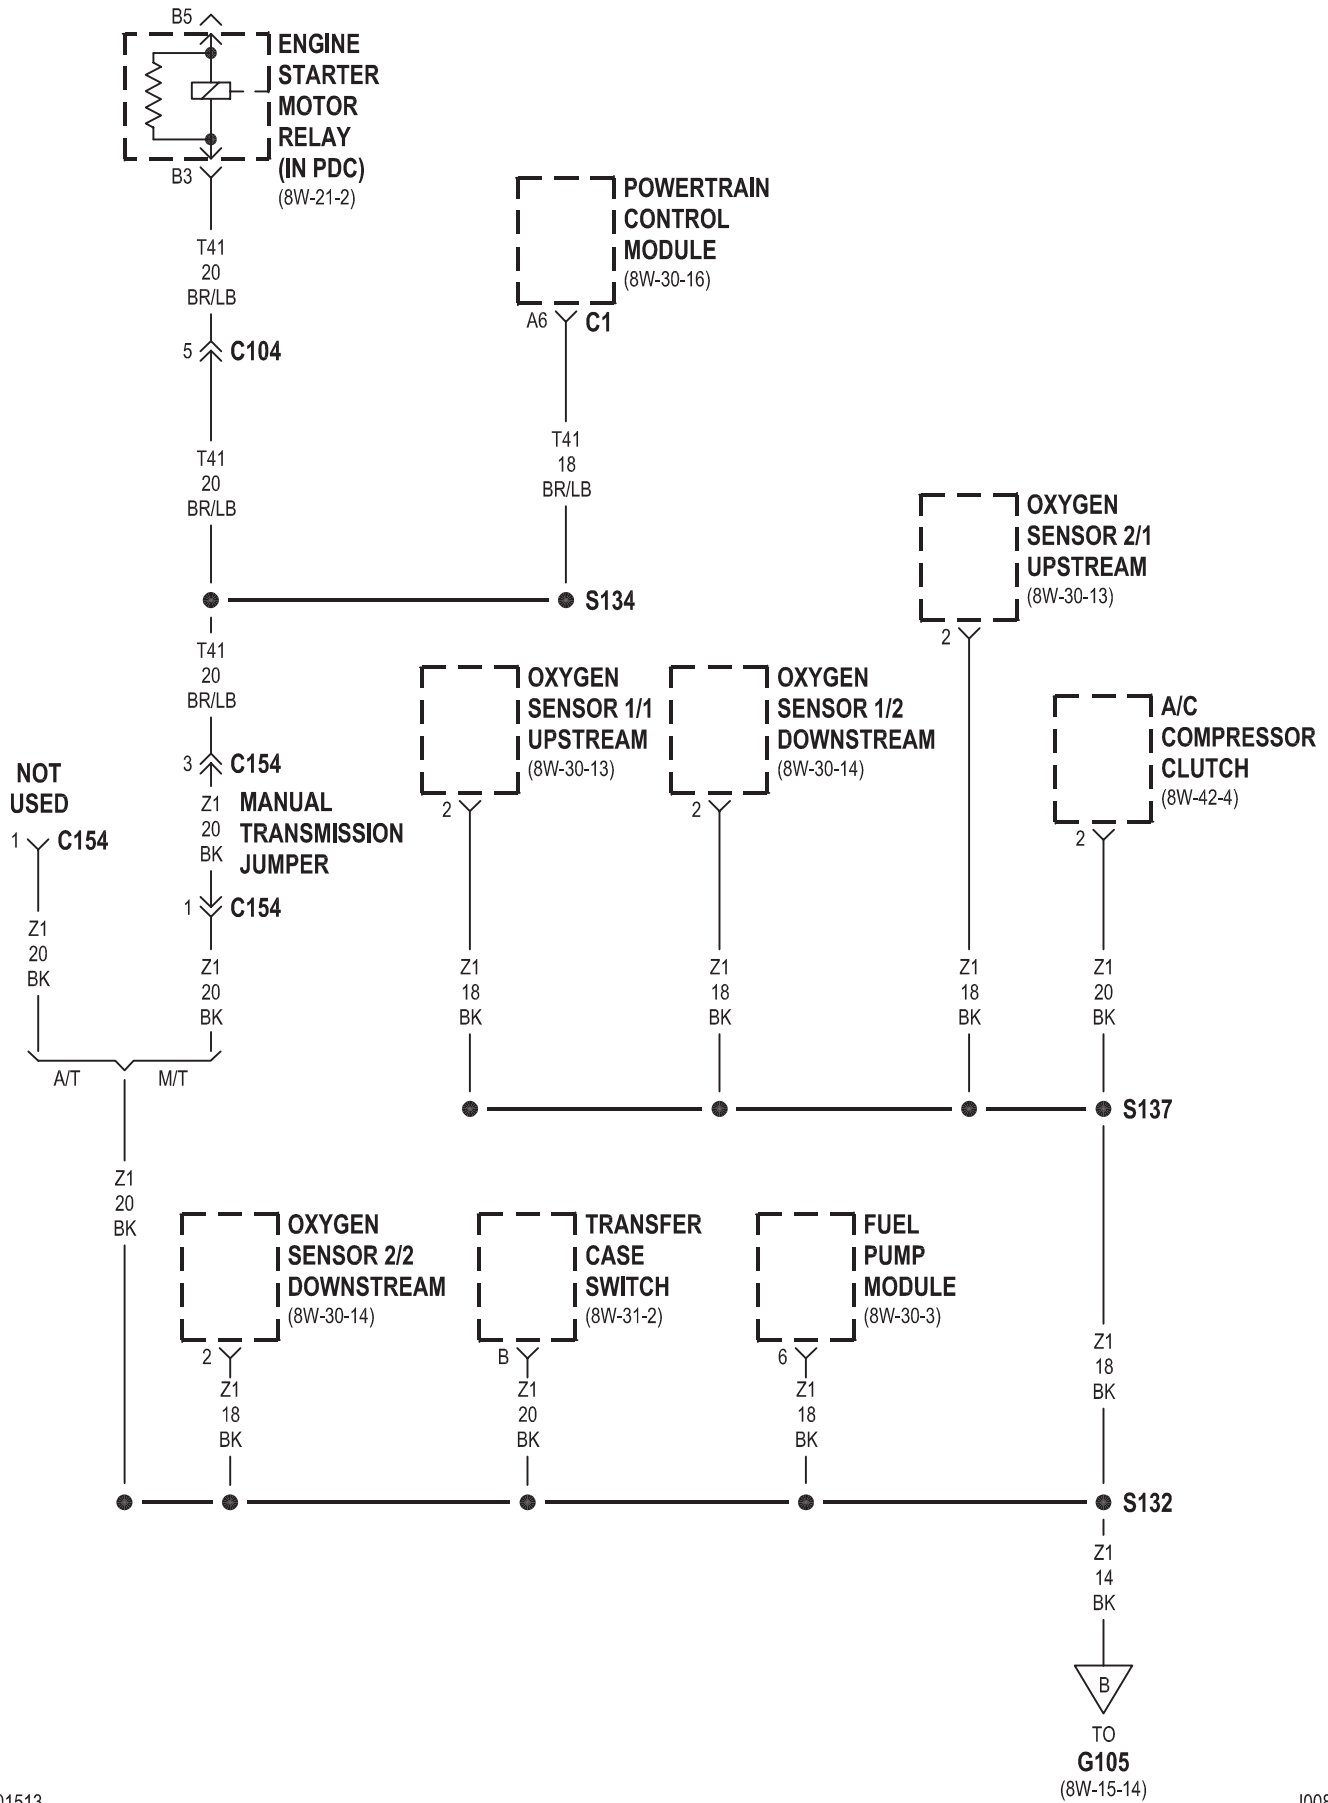 B5
ENGINE
STARTER
MOTOR
RELAY
(IN PDC)
(8W-21-2)
B3
T41
20
BR/LB
5
C104
T41
20
BR/LB
POWERTRAIN
CONTROL
MODULE
(8W-30-16)
A6
C1
T41
18
BR/LB
S134
T41
20
BR/LB
3
C154
Z1
20
BK
MANUAL
TRANSMISSION
JUMPER
1
C154
Z1
20
BK
NOT
USED
1
C154
Z1
20
BK
A/T
M/T
Z1
20
BK
OXYGEN
SENSOR 1/1
UPSTREAM
(8W-30-13)
2
Z1
18
BK
OXYGEN
SENSOR 1/2
DOWNSTREAM
(8W-30-14)
2
Z1
18
BK
OXYGEN
SENSOR 2/1
UPSTREAM
(8W-30-13)
2
Z1
18
BK
A/C
COMPRESSOR
CLUTCH
(8W-42-4)
2
Z1
20
BK
S137
OXYGEN
SENSOR 2/2
DOWNSTREAM
(8W-30-14)
2
Z1
18
BK
TRANSFER
CASE
SWITCH
(8W-31-2)
B
Z1
20
BK
FUEL
PUMP
MODULE
(8W-30-3)
6
Z1
18
BK
Z1
18
BK
S132
Z1
14
BK
B
TO
G105
(8W-15-14)
01513
J008